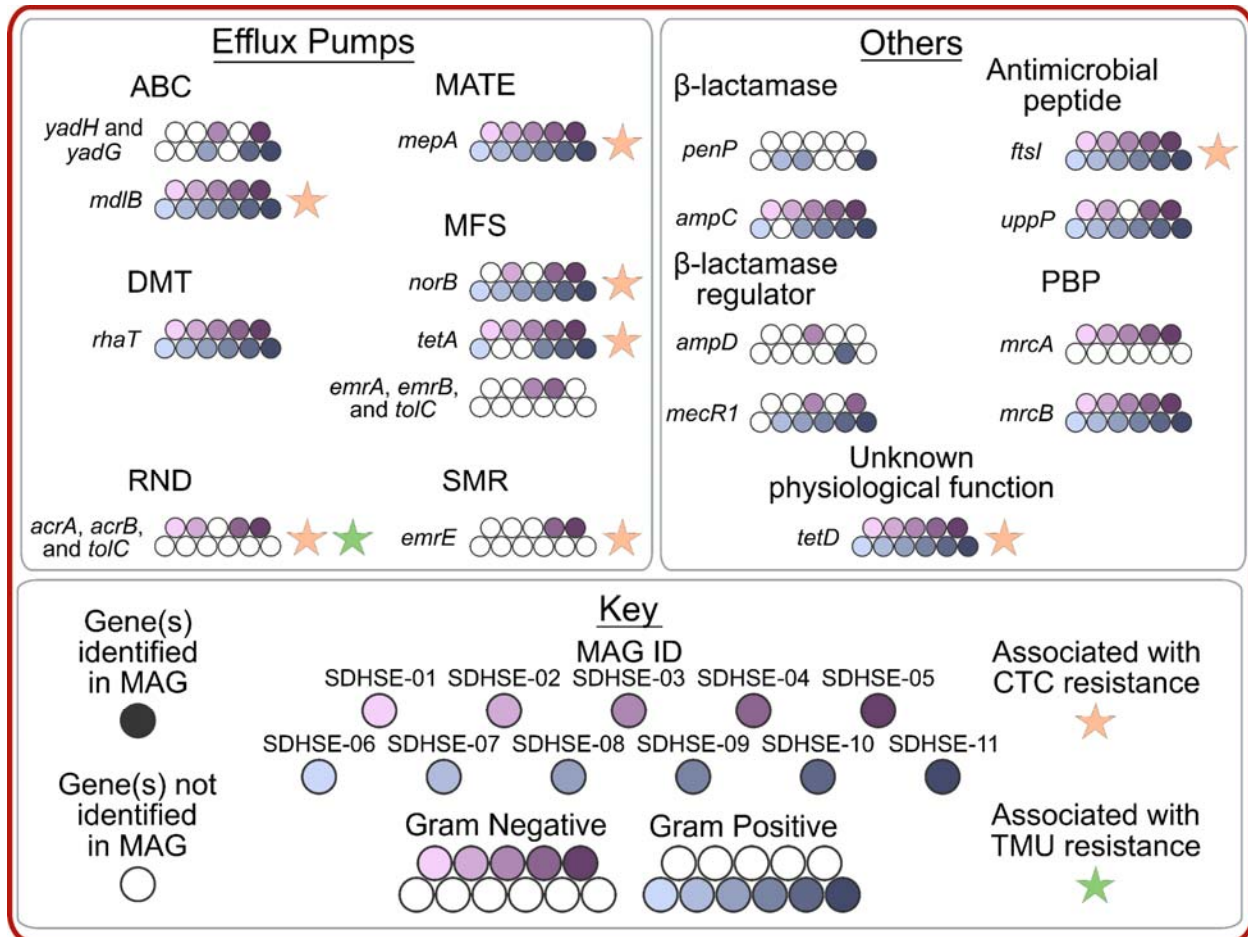 Efflux Pumps
ABC
yadH and
yadG
mdlB
DMT
rhaT
RND
acrA, acrB,
and tolC
MATE
mepA
MFS
norB
tetA
emrA, emrB,
and tolC
SMR
emrE
Others
β-lactamase
penP
ampC
β-lactamase
regulator
ampD
mecR1
Antimicrobial
peptide
ftsI
uppP
PBP
mrcA
mrcB
Unknown
physiological function
tetD
Key
Gene(s)
identified
in MAG
Gene(s) not
identified
in MAG
MAG ID
SDHSE-01 SDHSE-02 SDHSE-03 SDHSE-04 SDHSE-05
SDHSE-06 SDHSE-07 SDHSE-08 SDHSE-09 SDHSE-10 SDHSE-11
Gram Negative
Gram Positive
Associated with
CTC resistance
Associated with
TMU resistance